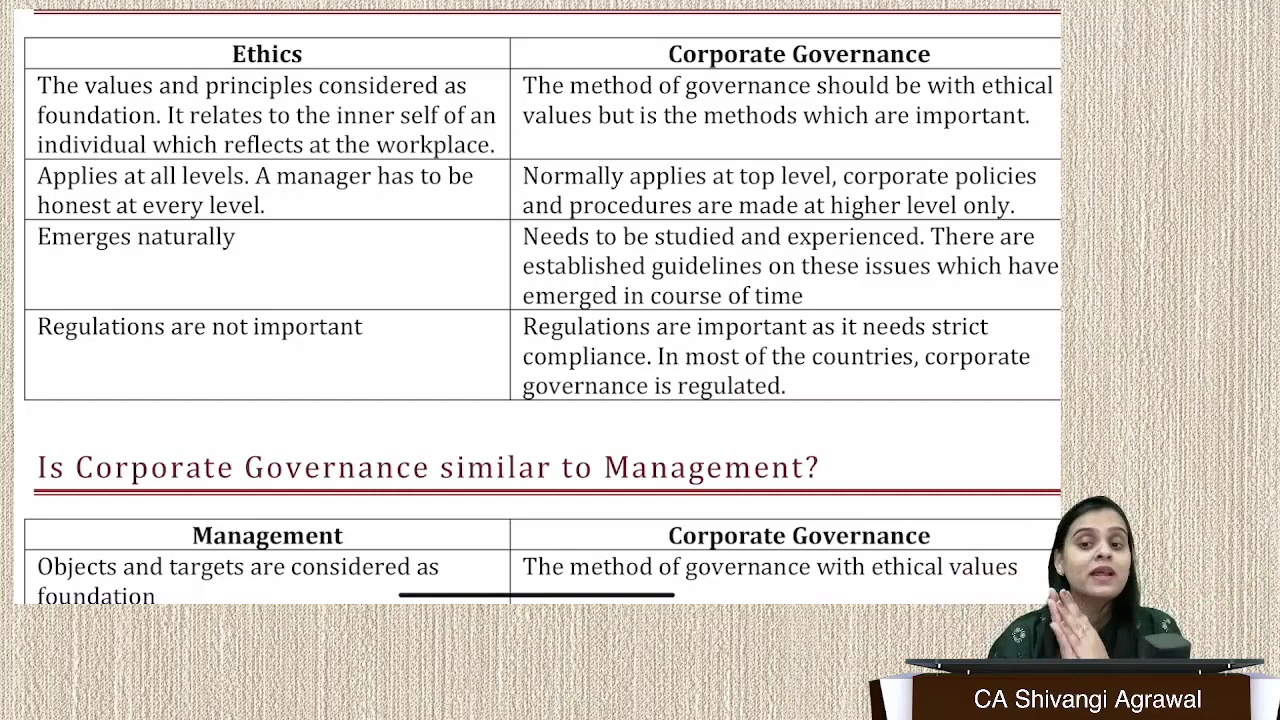 Ethics
Corporate Governance
The values and principles considered as
foundation. It relates to the inner self of an
individual which reflects at the workplace.
The method of governance should be with ethical
values but is the methods which are important.
Applies at all levels. A manager has to be
honest at every level.
Normally applies at top level, corporate policies
and procedures are made at higher level only.
Emerges naturally
Needs to be studied and experienced. There are
established guidelines on these issues which have
emerged in course of time
Regulations are not important
Regulations are important as it needs strict
compliance. In most of the countries, corporate
governance is regulated.
Is Corporate Governance similar to Management?
Management
Corporate Governance
Objects and targets are considered as
foundation
The method of governance with ethical values
CA Shivangi Agrawal